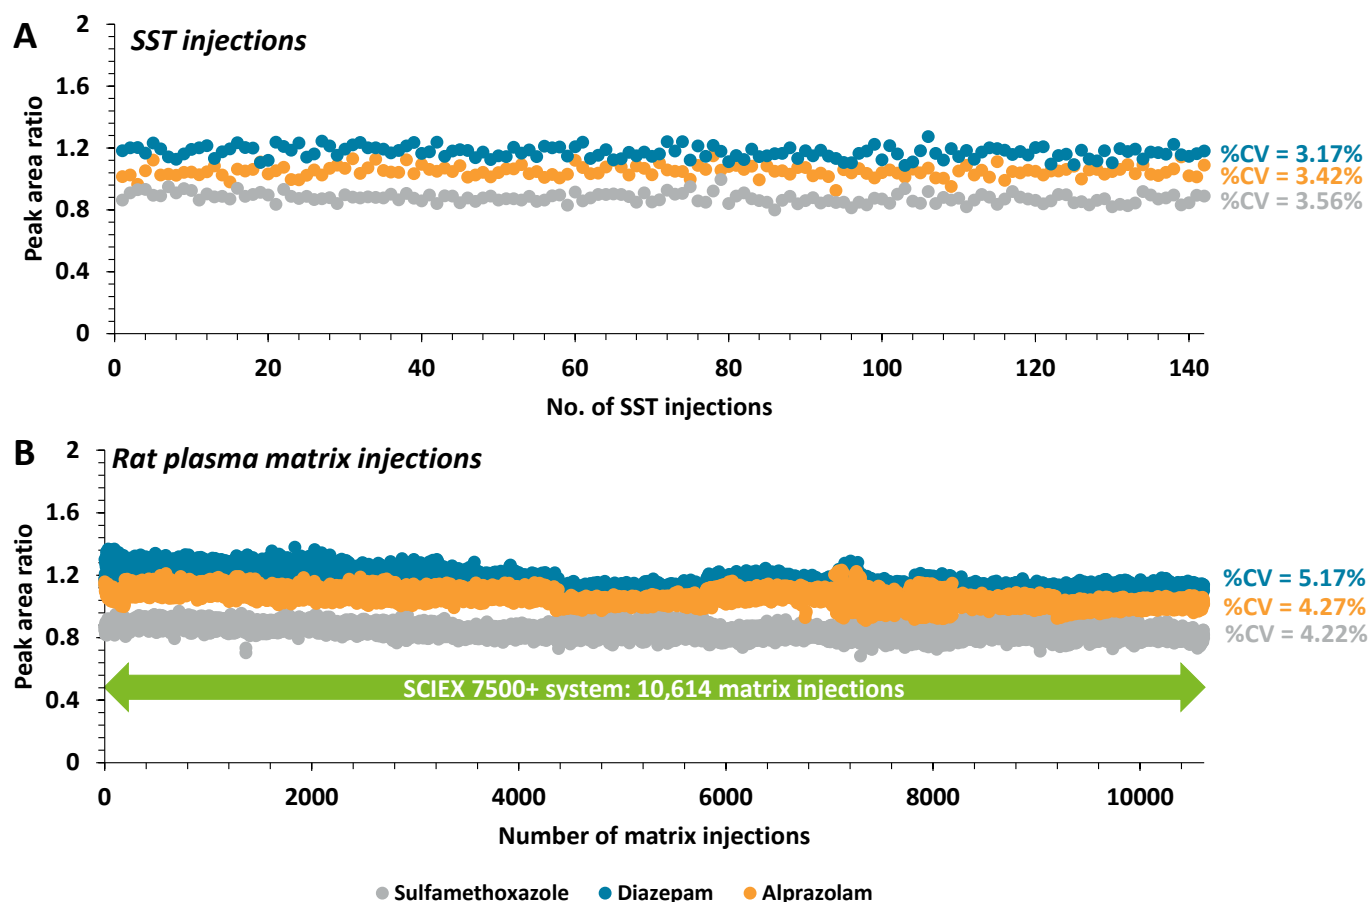 A
SST injections
Peak area ratio
2
1.6
1.2
0.8
0.4
0
%CV = 3.17%
%CV = 3.42%
%CV = 3.56%
0 20 40 60 80 100 120 140
No. of SST injections
B
Rat plasma matrix injections
Peak area ratio
2
1.6
1.2
0.8
0.4
0
%CV = 5.17%
%CV = 4.27%
%CV = 4.22%
SCIEX 7500+ system: 10,614 matrix injections
0 2000 4000 6000 8000 10000
Number of matrix injections
Sulfamethoxazole Diazepam Alprazolam